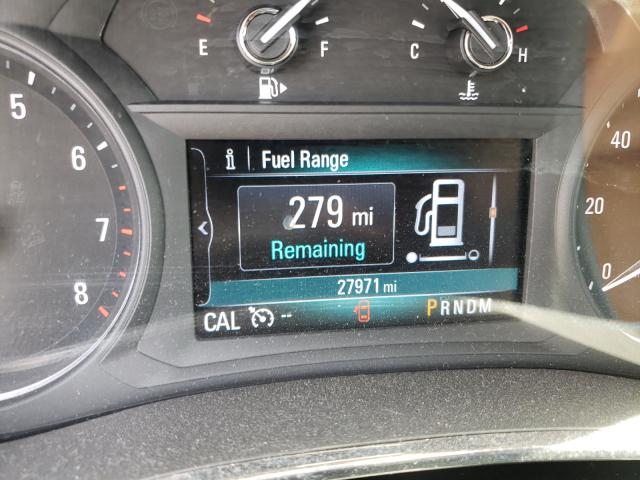 E F
C H
5
6
7
8
i Fuel Range
279 mi
Remaining
27971 mi
CAL --
PRNDM
40
20
0